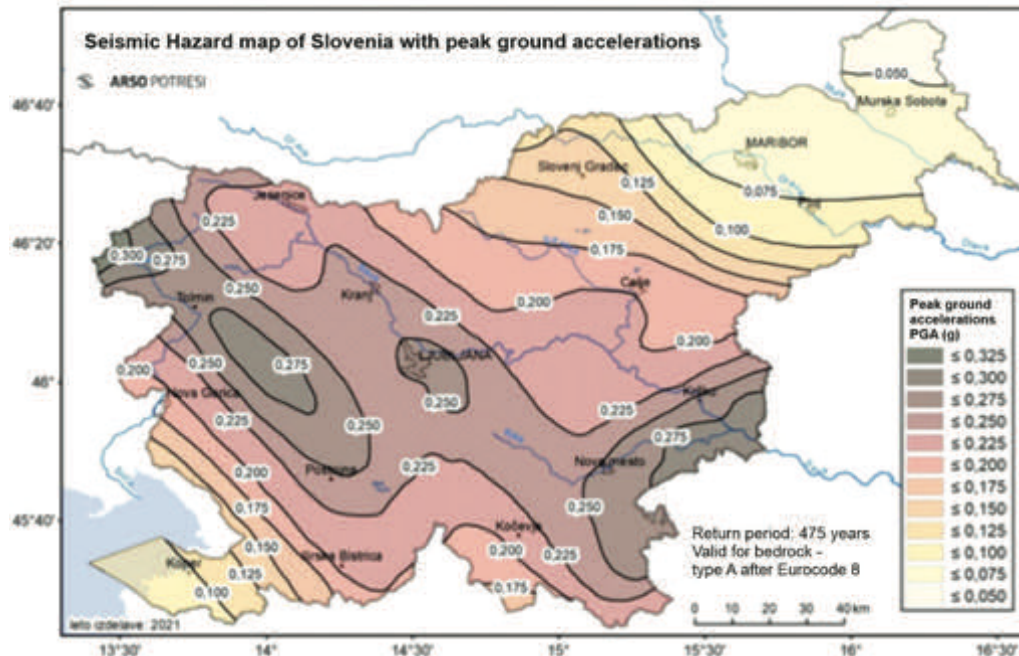 Seismic Hazard map of Slovenia with peak ground accelerations
ARSO POTRESI
46°40'
46°20'
46°
45°40'
13°30'
14°
14°30'
15°
15°30'
16°
16°30'
0,050
Murska Sobota
MARIBOR
Slovenj Gradec
0,125
0,075
Ptuj
0,150
0,100
0,175
Jesenice
0,225
0,300
0,275
0,250
Tolmin
Kranj
0,225
0,200
Celje
0,200
LJUBLJANA
0,250
0,275
0,250
0,200
Nova Gorica
0,225
0,250
0,225
Krško
0,275
Novo mesto
0,250
Postojna
0,225
0,200
0,175
0,150
0,125
0,100
Koper
Ilirska Bistrica
Kočevje
0,200
0,225
0,175
Peak ground
accelerations
PGA (g)
≤ 0,325
≤ 0,300
≤ 0,275
≤ 0,250
≤ 0,225
≤ 0,200
≤ 0,175
≤ 0,150
≤ 0,125
≤ 0,100
≤ 0,075
≤ 0,050
Return period: 475 years
Valid for bedrock -
type A after Eurocode 8
0 10 20 30 40 km
leto izdelave: 2021